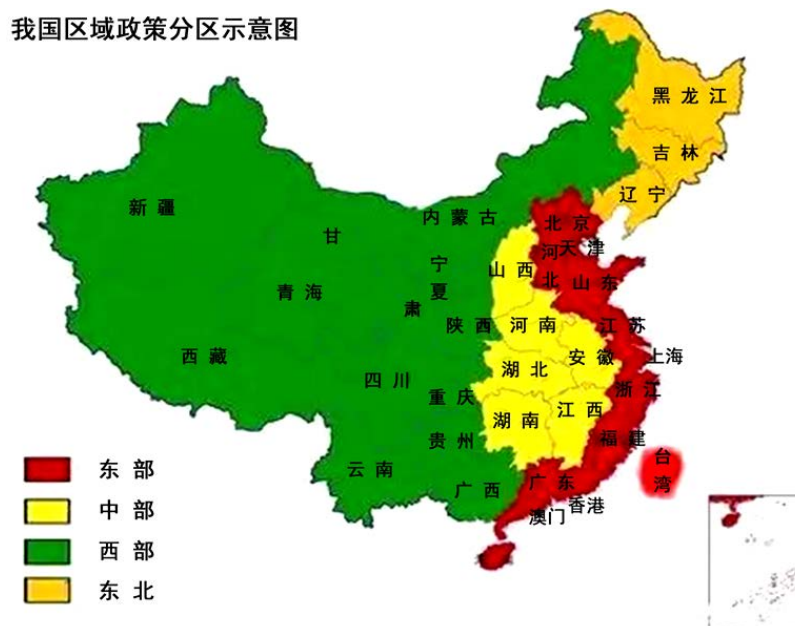 我国区域政策分区示意图
黑龙江
吉林
辽宁
新疆
内蒙古
北京
甘
天津
河
宁
山西
北
山东
青海
夏
肃
陕西
河南
江苏
西藏
安徽
上海
湖北
四川
浙江
重庆
江西
湖南
贵州
福建
台
云南
湾
广西
广东
香港
澳门
东部
中部
西部
东北